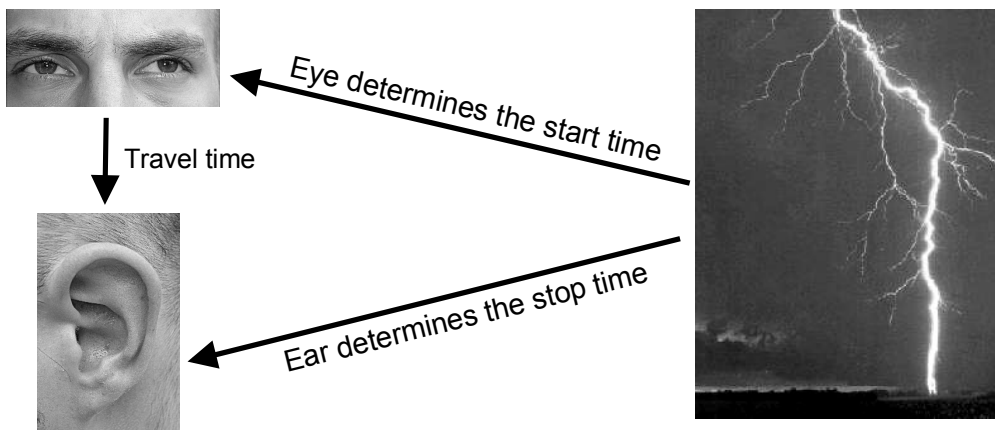 Eye determines the start time
Travel time
Ear determines the stop time